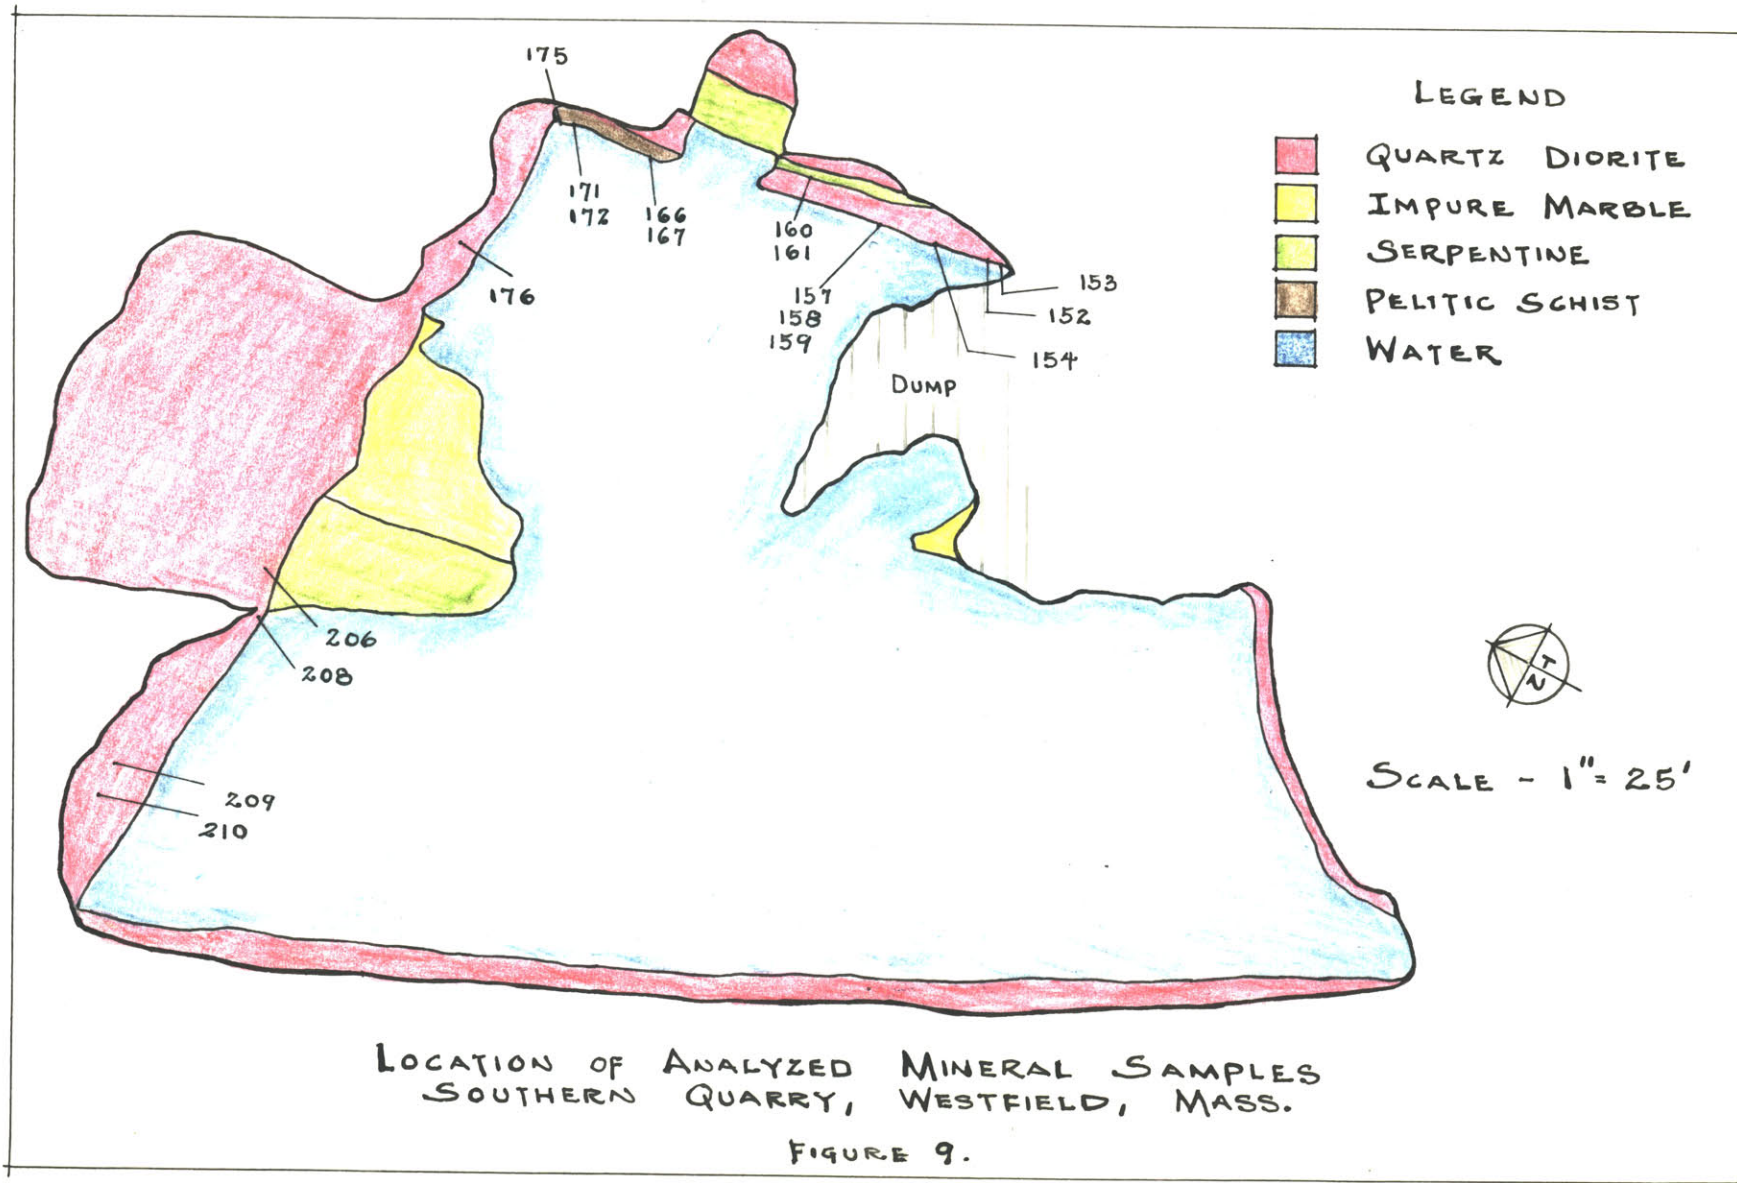 175
LEGEND
QUARTZ DIORITE
IMPURE MARBLE
SERPENTINE
PELITIC SCHIST
WATER
171
172
166
167
160
161
176
157
158
159
153
152
154
DUMP
206
208
T
N
SCALE - 1"= 25'
209
210
LOCATION OF ANALYZED MINERAL SAMPLES
SOUTHERN QUARRY, WESTFIELD, MASS.
FIGURE 9.